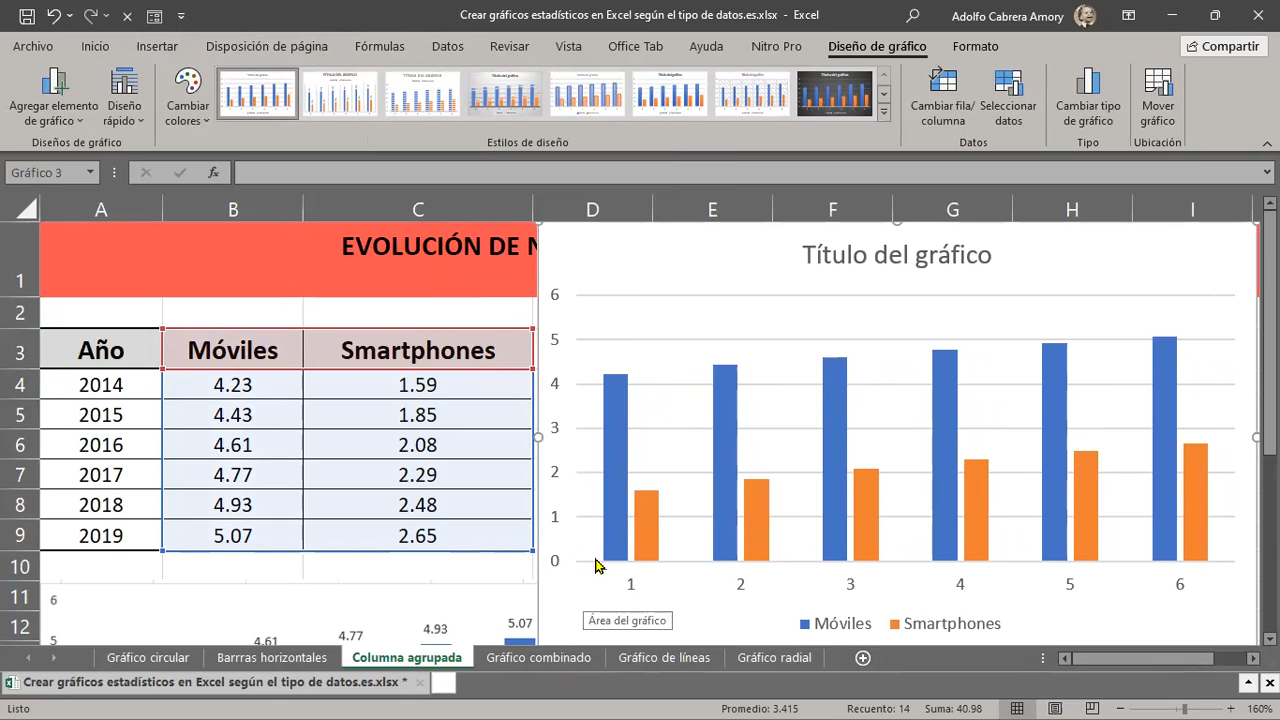 Crear gráficos estadísticos en Excel según el tipo de datos.es.xlsx - Excel
Adolfo Cabrera Amory
Archivo Inicio Insertar Disposición de página Fórmulas Datos Revisar Vista Office Tab Ayuda Nitro Pro Diseño de gráfico Formato Compartir
Agregar elemento de gráfico
Diseño rápido
Cambiar colores
Cambiar fila/ columna
Seleccionar datos
Cambiar tipo de gráfico
Mover gráfico
Diseños de gráfico Estilos de diseño Datos Tipo Ubicación
Gráfico 3 fx
A B C D E F G H I
1 EVOLUCIÓN DE
2
3 Año Móviles Smartphones
4 2014 4.23 1.59
5 2015 4.43 1.85
6 2016 4.61 2.08
7 2017 4.77 2.29
8 2018 4.93 2.48
9 2019 5.07 2.65
10
11
12
6
5
4.61 4.77 4.93 5.07
Título del gráfico
6
5
4
3
2
1
0
1 2 3 4 5 6
Área del gráfico
Móviles Smartphones
Gráfico circular Barrras horizontales Columna agrupada Gráfico combinado Gráfico de líneas Gráfico radial
Crear gráficos estadísticos en Excel según el tipo de datos.es.xlsx *
Listo Promedio: 3.415 Recuento: 14 Suma: 40.98 160%